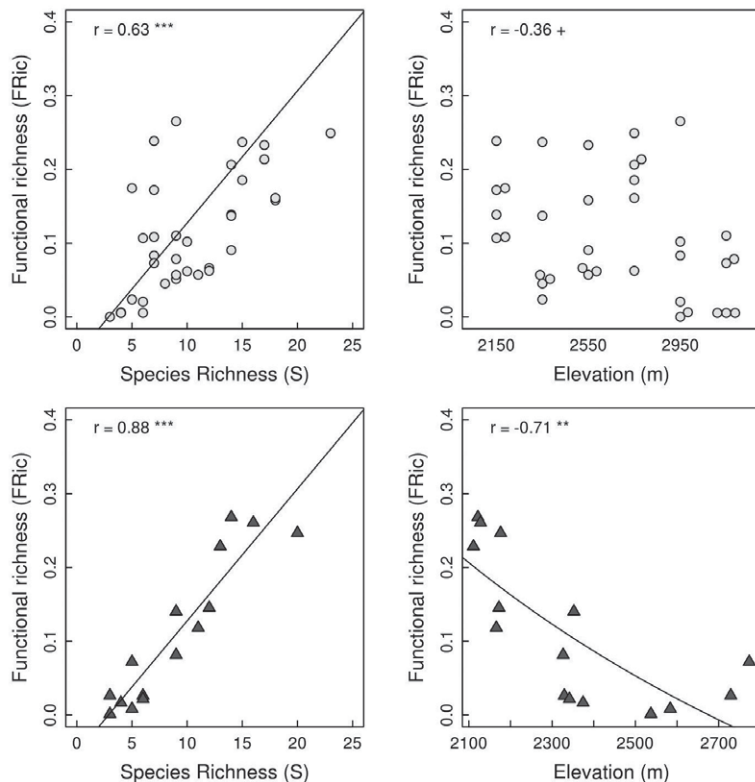 r = 0.63 ***
Functional richness (FRic)
0.0 0.1 0.2 0.3 0.4
0 5 10 15 20 25
Species Richness (S)
r = -0.36 +
Functional richness (FRic)
0.0 0.1 0.2 0.3 0.4
2150 2550 2950
Elevation (m)
r = 0.88 ***
Functional richness (FRic)
0.0 0.1 0.2 0.3 0.4
0 5 10 15 20 25
Species Richness (S)
r = -0.71 **
Functional richness (FRic)
0.0 0.1 0.2 0.3 0.4
2100 2300 2500 2700
Elevation (m)